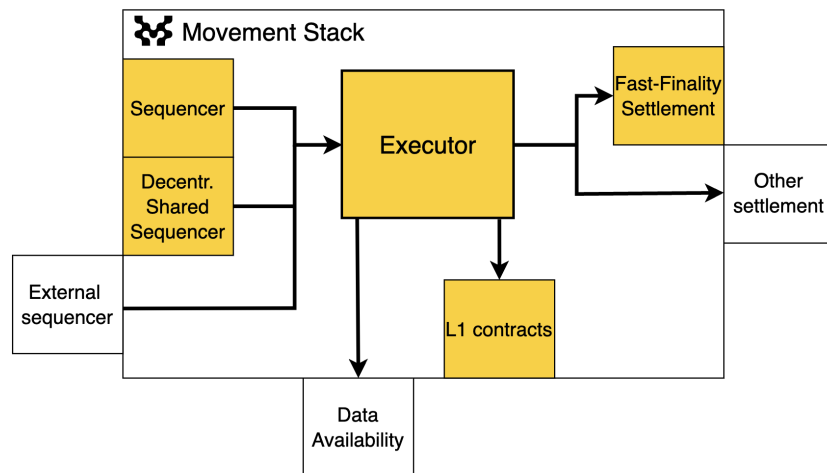 Movement Stack
Sequencer
Decentr.
Shared
Sequencer
External
sequencer
Executor
Fast-Finality
Settlement
Other
settlement
L1 contracts
Data
Availability